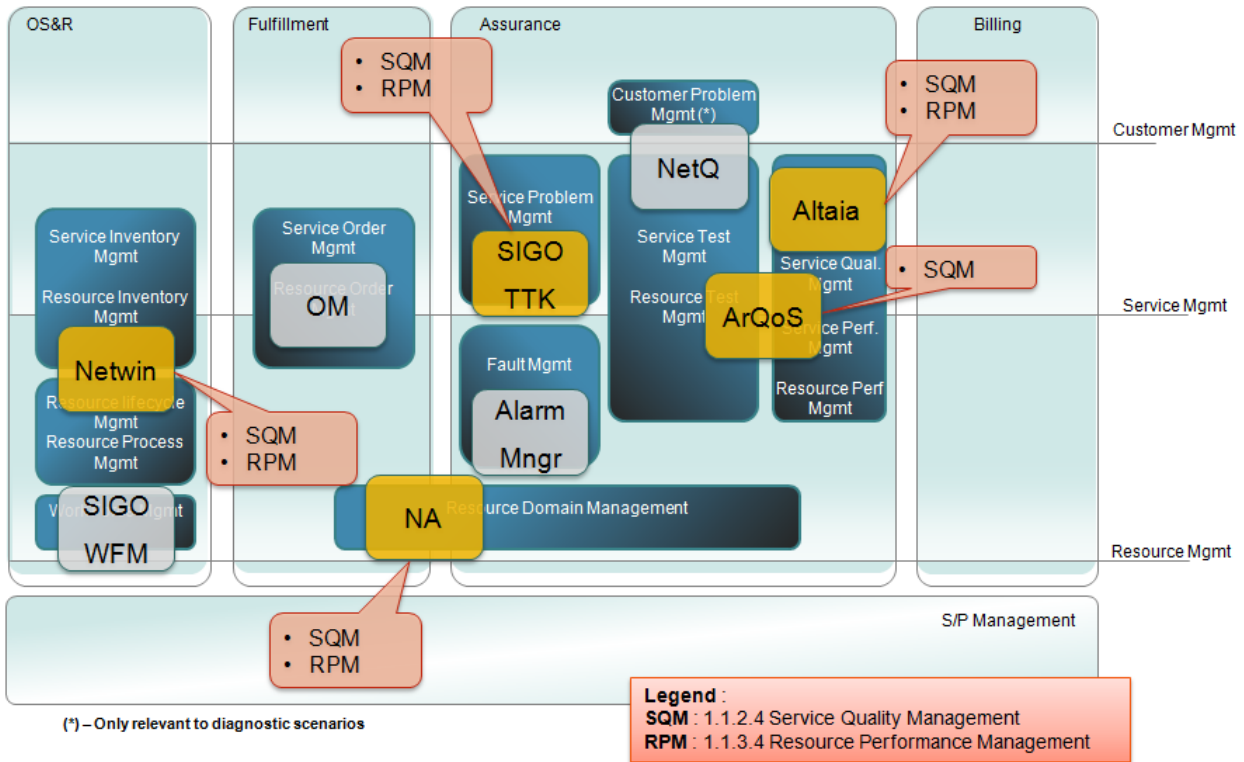 OS&R
Fulfillment
Assurance
Billing
• SQM
• RPM
Customer Problem
Mgmt (*)
NetQ
• SQM
• RPM
Customer Mgmt
Service Inventory
Mgmt
Resource Inventory
Mgmt
Netwin
Resource lifecycle
Mgmt
Resource Process
Mgmt
SIGO
WFM
Mgmt
• SQM
• RPM
Service Order
Mgmt
Resource Order
OM
Service Problem
Mgmt
SIGO
TTK
Service Test
Mgmt
Resource Test
Mgmt
Altaia
Service Qual.
Mgmt
• SQM
ArQoS
Service Perf.
Mgmt
Resource Perf
Mgmt
Service Mgmt
Fault Mgmt
Alarm
Mngr
NA
Resource Domain Management
Resource Mgmt
• SQM
• RPM
S/P Management
(*) – Only relevant to diagnostic scenarios
Legend :
SQM : 1.1.2.4 Service Quality Management
RPM : 1.1.3.4 Resource Performance Management